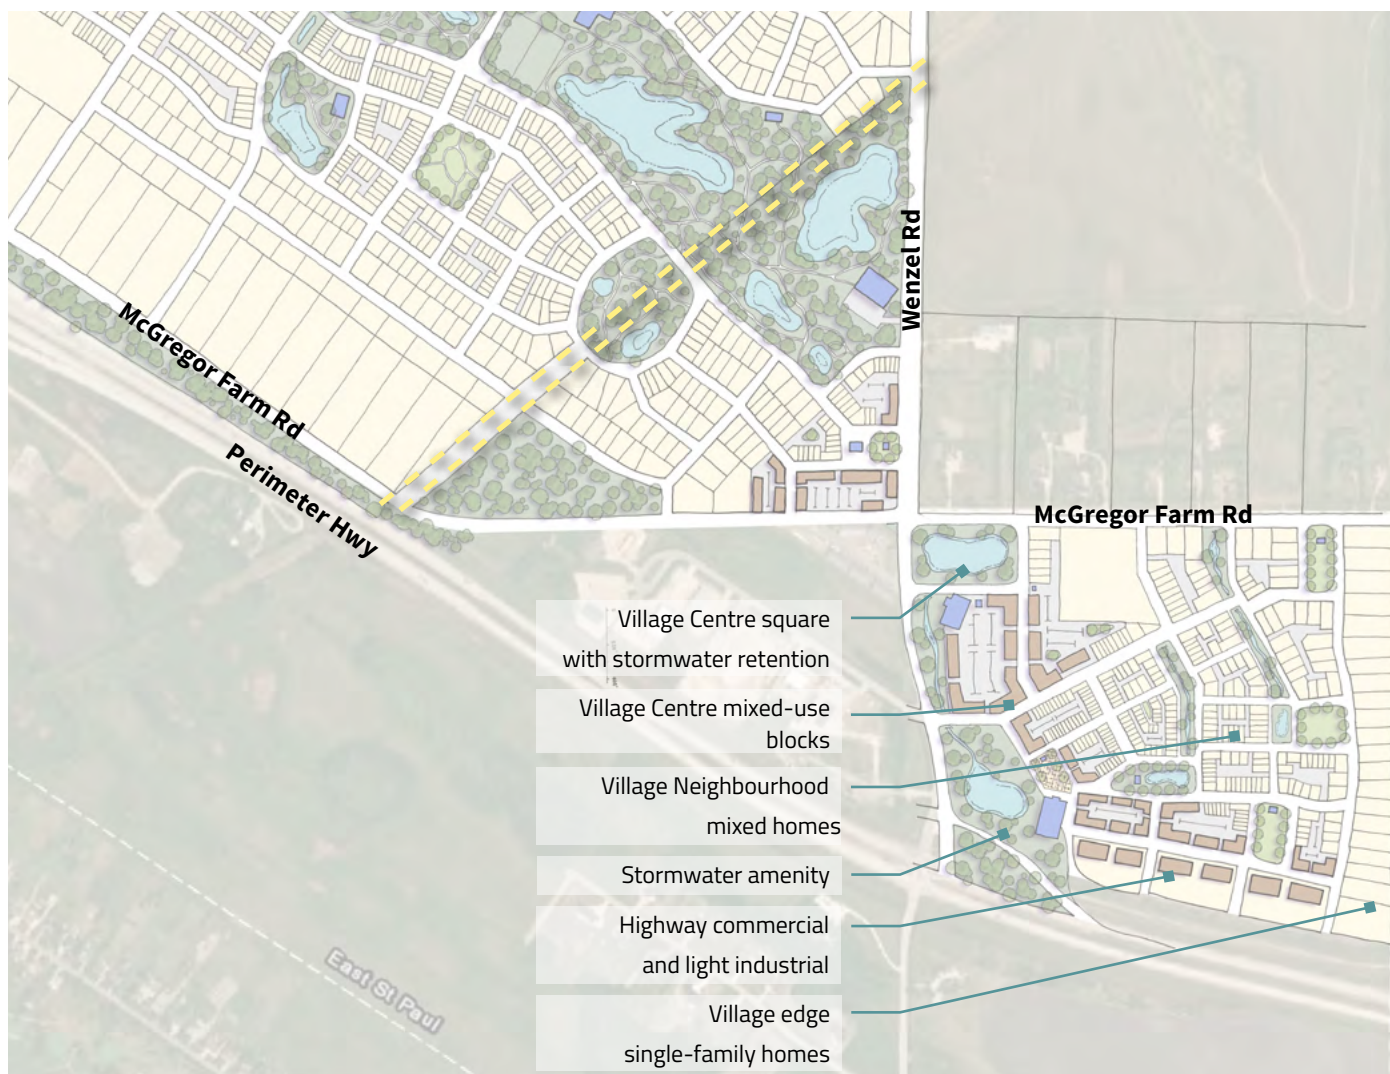 Wenzel Rd
McGregor Farm Rd
Perimeter Hwy
McGregor Farm Rd
Village Centre square
with stormwater retention
Village Centre mixed-use
blocks
Village Neighbourhood
mixed homes
Stormwater amenity
Highway commercial
and light industrial
Village edge
single-family homes
East St Paul